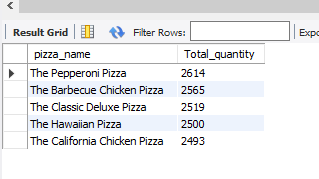 Result Grid Filter Rows:
pizza_name Total_quantity
The Pepperoni Pizza 2614
The Barbecue Chicken Pizza 2565
The Classic Deluxe Pizza 2519
The Hawaiian Pizza 2500
The California Chicken Pizza 2493